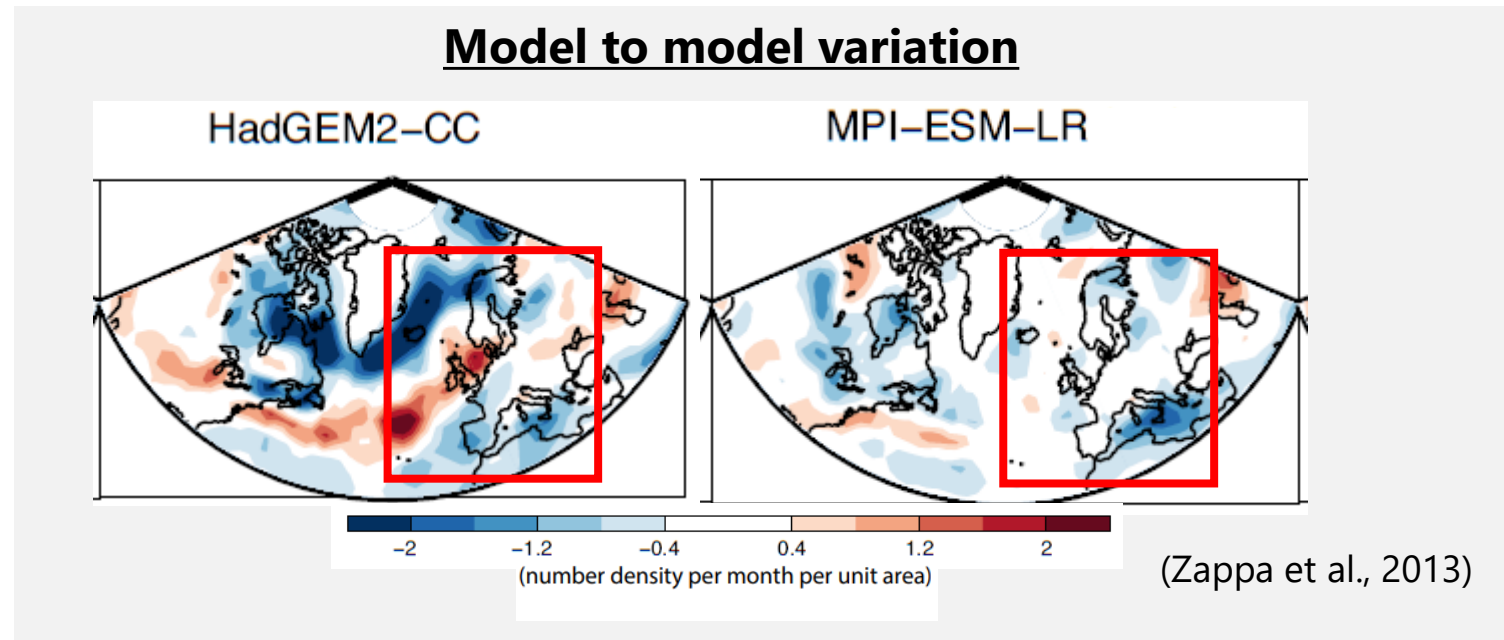 Model to model variation
HadGEM2−CC
MPI−ESM−LR
−2 −1.2 −0.4 0.4 1.2 2
(number density per month per unit area)
(Zappa et al., 2013)